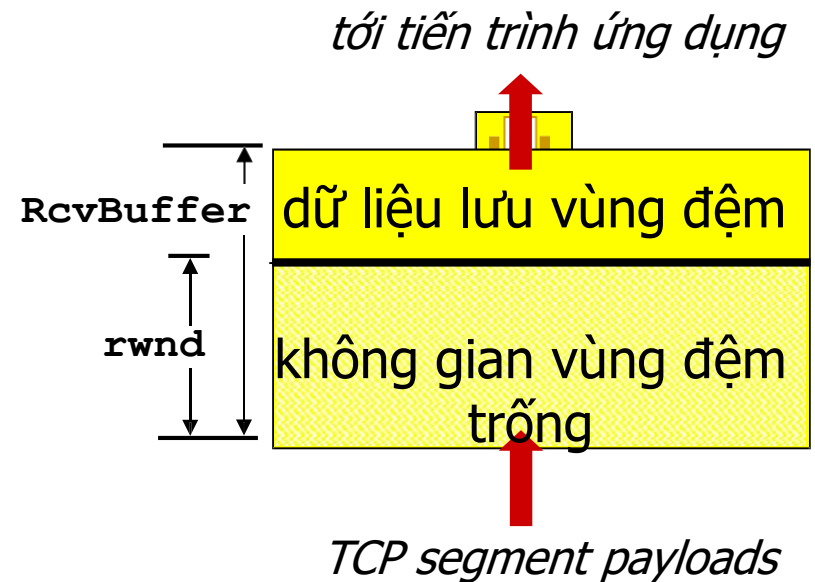 tới tiến trình ứng dụng
RcvBuffer
dữ liệu lưu vùng đệm
rwnd
không gian vùng đệm
trống
TCP segment payloads